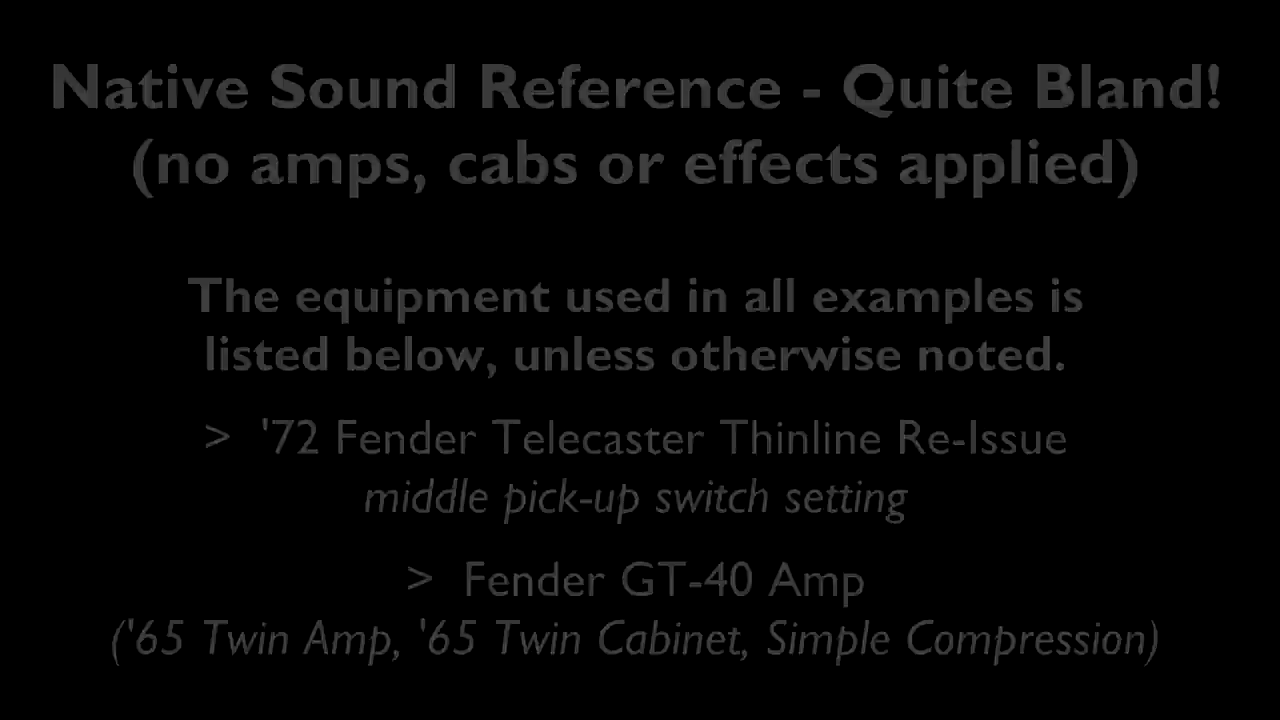 Native Sound Reference - Quite Bland!
(no amps, cabs or effects applied)
The equipment used in all examples is
listed below, unless otherwise noted.
> '72 Fender Telecaster Thinline Re-Issue
middle pick-up switch setting
> Fender GT-40 Amp
('65 Twin Amp, '65 Twin Cabinet, Simple Compression)